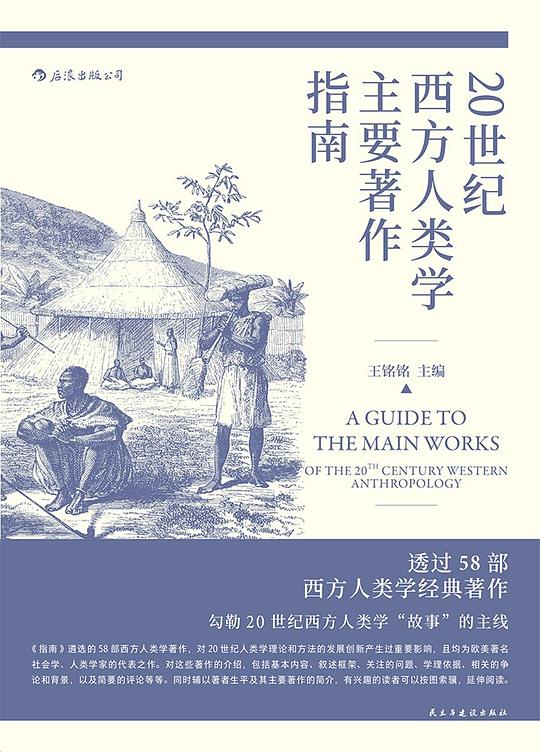 后浪出版公司
20世纪
西方人类学
主要著作
指南
王铭铭 主编
A GUIDE TO
THE MAIN WORKS
OF THE 20TH CENTURY WESTERN
ANTHROPOLOGY
透过 58 部
西方人类学经典著作
勾勒 20 世纪西方人类学“故事”的主线
《指南》遴选的 58 部西方人类学著作，对 20 世纪人类学理论和方法的发展创新产生过重要影响，且均为欧美著名
社会学、人类学家的代表之作。对这些著作的介绍，包括基本内容、叙述框架、关注的问题、学理依据、相关的争
论和背景，以及简要的评论等等。同时辅以著者生平及其主要著作的简介，有兴趣的读者可以按图索骥，延伸阅读。
民主与建设出版社